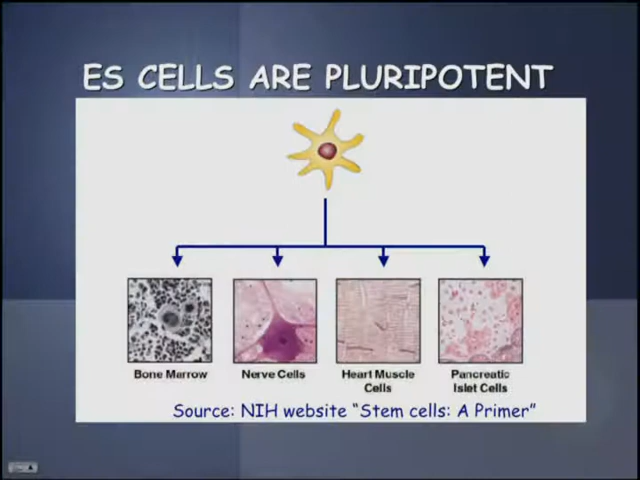 ES CELLS ARE PLURIPOTENT
Bone Marrow
Nerve Cells
Heart Muscle
Cells
Pancreatic
Islet Cells
Source: NIH website “Stem cells: A Primer”